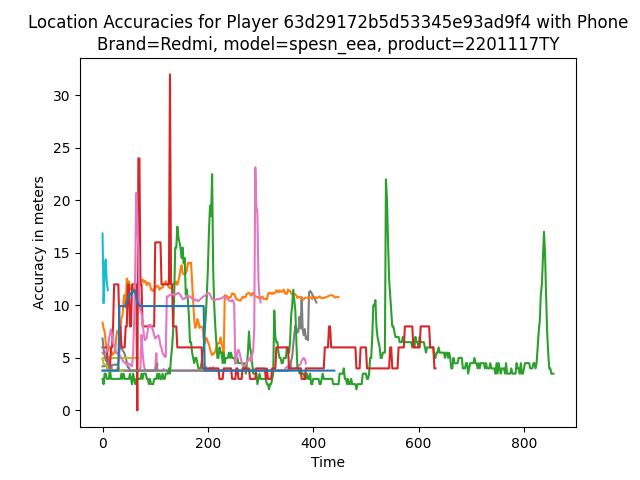 Location Accuracies for Player 63d29172b5d53345e93ad9f4 with Phone
Brand=Redmi, model=spesn_eea, product=2201117TY
30
25
20
15
10
5
0
Accuracy in meters
0 200 400 600 800
Time